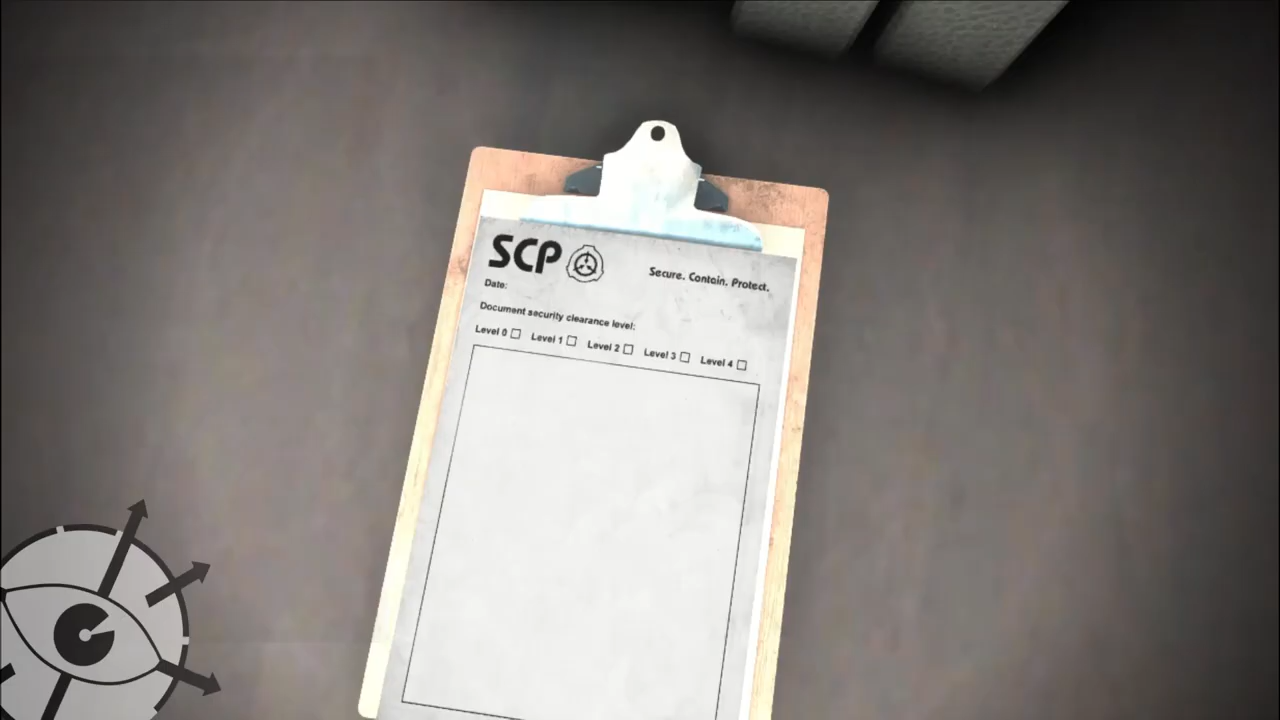 SCP
Secure. Contain. Protect.
Date:
Document security clearance level:
Level 0 ☐ Level 1 ☐ Level 2 ☐ Level 3 ☐ Level 4 ☐